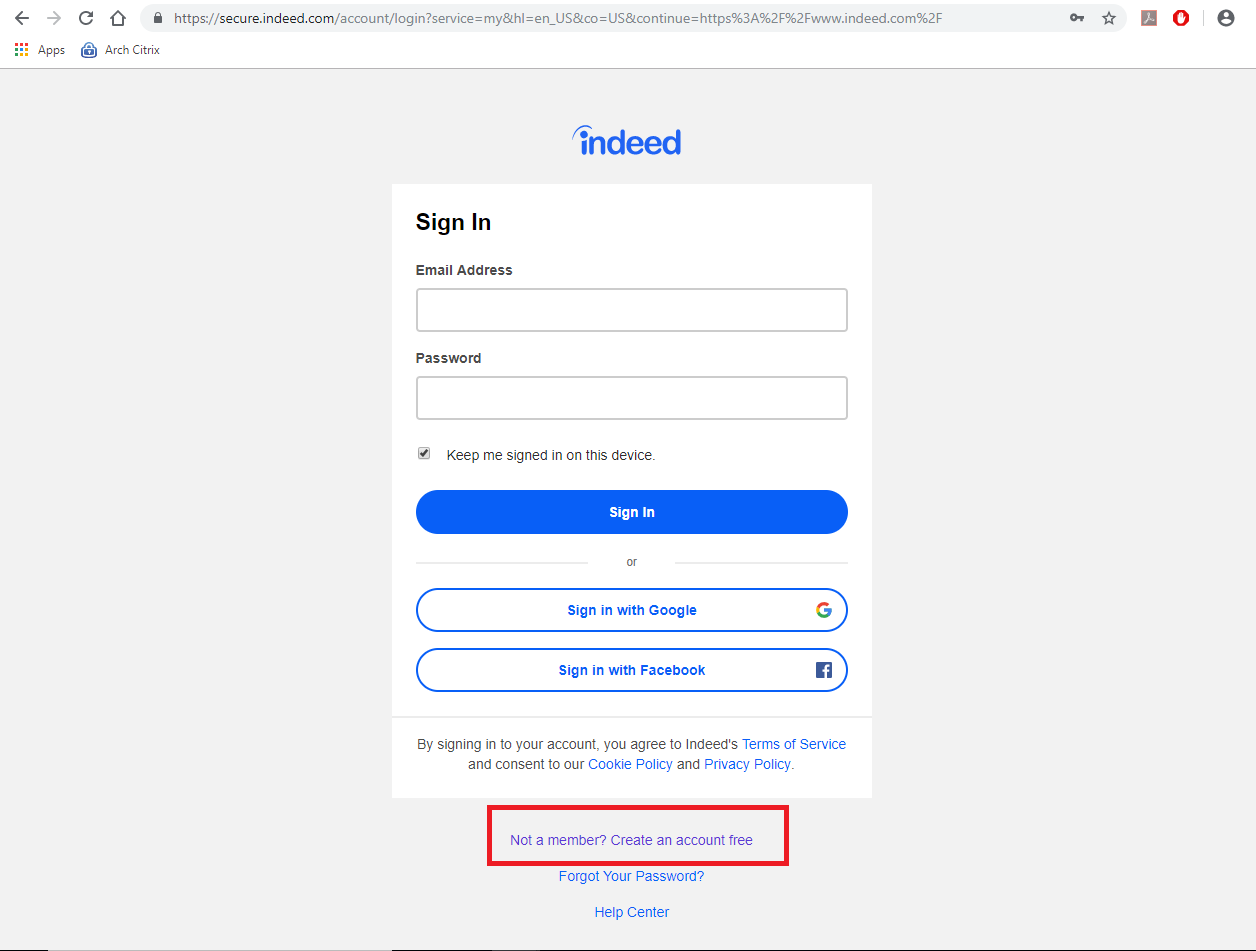 https://secure.indeed.com/account/login?service=my&hl=en_US&co=US&continue=https%3A%2F%2Fwww.indeed.com%2F
Apps Arch Citrix
indeed
Sign In
Email Address
Password
Keep me signed in on this device.
Sign In
or
Sign in with Google
Sign in with Facebook
By signing in to your account, you agree to Indeed's Terms of Service
and consent to our Cookie Policy and Privacy Policy.
Not a member? Create an account free
Forgot Your Password?
Help Center